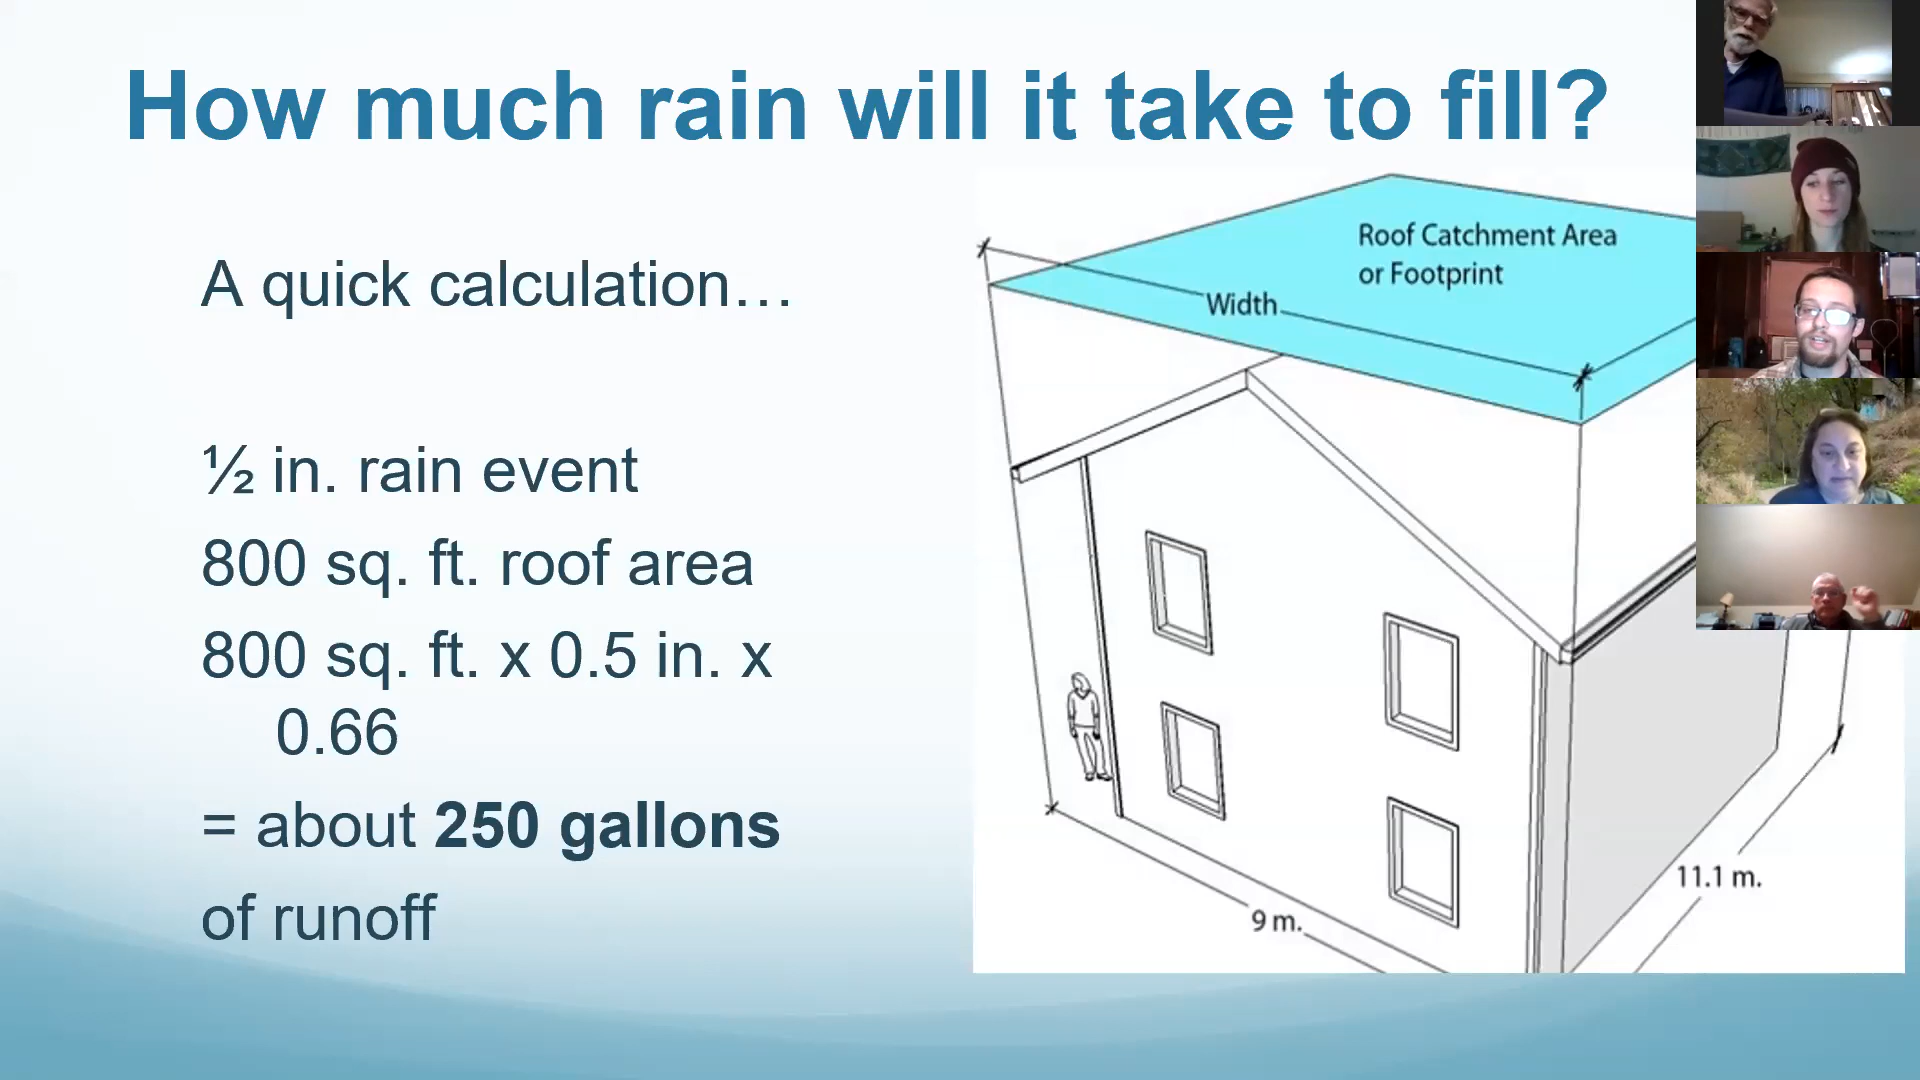 How much rain will it take to fill?
A quick calculation…
½ in. rain event
800 sq. ft. roof area
800 sq. ft. x 0.5 in. x
0.66
= about 250 gallons
of runoff
Roof Catchment Area
or Footprint
Width
11.1 m.
9 m.